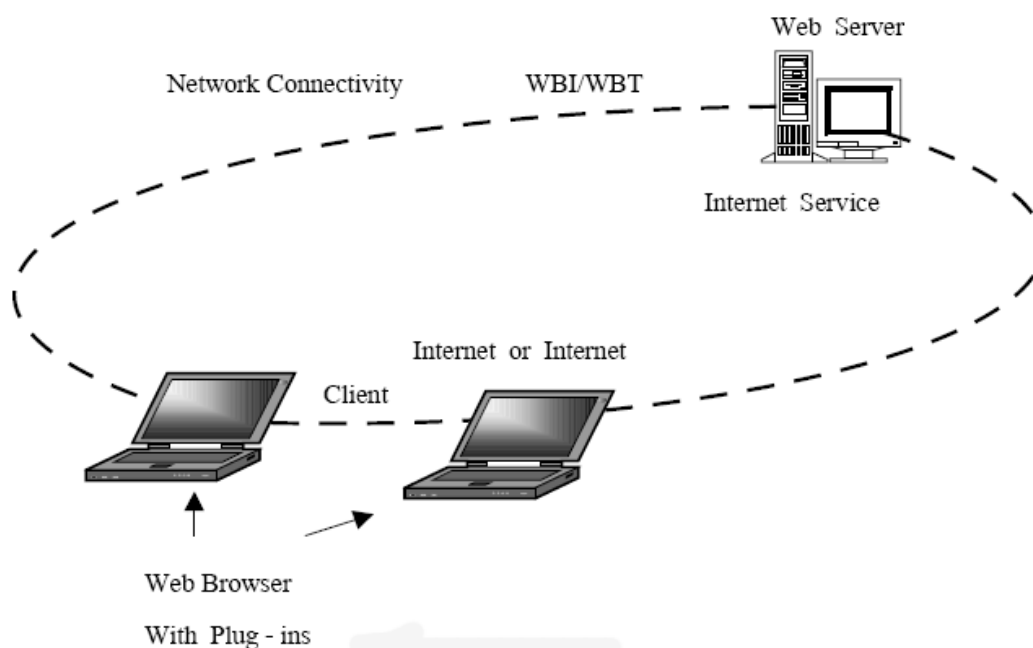 Web Server
Network Connectivity
WBI/WBT
Internet Service
Internet or Internet
Client
Web Browser
With Plug - ins